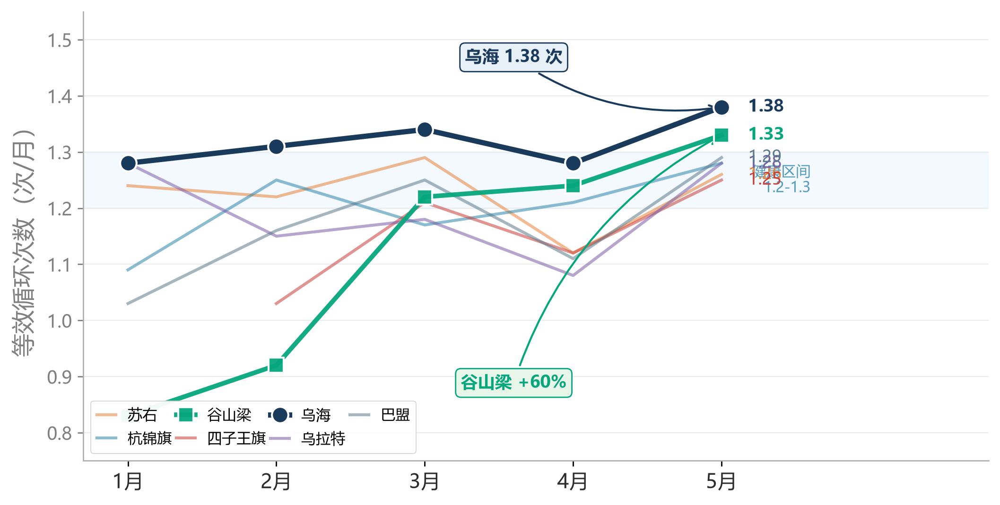 等效循环次数 (次/月)
1.5
1.4
1.3
1.2
1.1
1.0
0.9
0.8
乌海 1.38 次
1.38
1.33
1.29
1.28
1.25
健康区间
1.2-1.3
谷山梁 +60%
苏右
谷山梁
乌海
巴盟
杭锦旗
四子王旗
乌拉特
1月
2月
3月
4月
5月